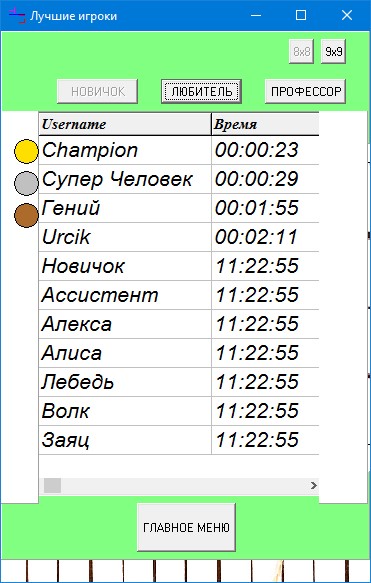 Лучшие игроки
8x8 9x9
НОВИЧОК ЛЮБИТЕЛЬ ПРОФЕССОР
Username Время
Champion 00:00:23
Супер Человек 00:00:29
Гений 00:01:55
Urcik 00:02:11
Новичок 11:22:55
Ассистент 11:22:55
Алекса 11:22:55
Алиса 11:22:55
Лебедь 11:22:55
Волк 11:22:55
Заяц 11:22:55
ГЛАВНОЕ МЕНЮ